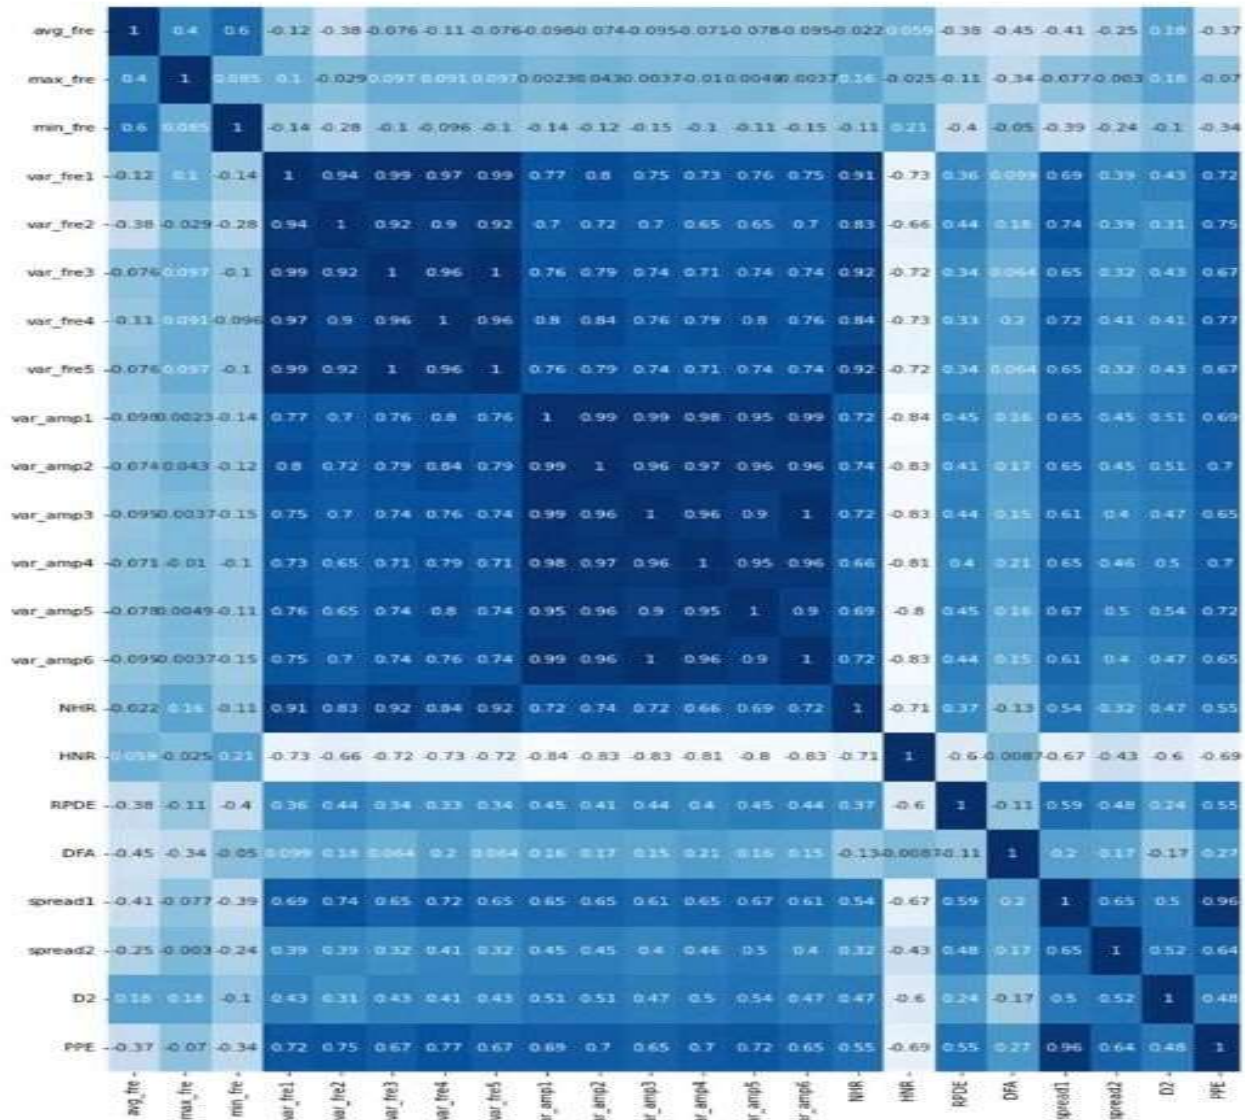 avg_fre 1 0.4 0.6 -0.12 -0.38 -0.076 -0.11 -0.076 -0.098 -0.074 -0.095 -0.071 -0.078 -0.095 -0.022 0.059 -0.38 -0.45 -0.41 -0.25 0.18 -0.37
max_fre 0.4 1 0.085 0.1 -0.029 0.097 0.091 0.097 0.0023 0.043 -0.0037 -0.01 0.0049 -0.0037 0.16 -0.025 -0.11 -0.34 -0.077 -0.003 0.18 -0.07
min_fre 0.6 0.085 1 -0.14 -0.28 -0.1 -0.096 -0.1 -0.14 -0.12 -0.15 -0.1 -0.11 -0.15 -0.11 0.21 -0.4 -0.05 -0.39 -0.24 -0.1 -0.34
var_fre1 -0.12 0.1 -0.14 1 0.94 0.99 0.97 0.99 0.77 0.8 0.75 0.73 0.76 0.75 0.91 -0.73 0.36 0.099 0.69 0.39 0.43 0.72
var_fre2 -0.38 -0.029 -0.28 0.94 1 0.92 0.9 0.92 0.7 0.72 0.7 0.65 0.65 0.7 0.83 -0.66 0.44 0.18 0.74 0.39 0.31 0.75
var_fre3 -0.076 0.097 -0.1 0.99 0.92 1 0.96 1 0.76 0.79 0.74 0.71 0.74 0.74 0.92 -0.72 0.34 0.064 0.65 0.32 0.43 0.67
var_fre4 -0.11 0.091 -0.096 0.97 0.9 0.96 1 0.96 0.8 0.84 0.76 0.79 0.8 0.76 0.84 -0.73 0.33 0.2 0.72 0.41 0.41 0.77
var_fre5 -0.076 0.097 -0.1 0.99 0.92 1 0.96 1 0.76 0.79 0.74 0.71 0.74 0.74 0.92 -0.72 0.34 0.064 0.65 0.32 0.43 0.67
var_amp1 -0.098 0.0023 -0.14 0.77 0.7 0.76 0.8 0.76 1 0.99 0.99 0.98 0.95 0.99 0.72 -0.84 0.45 0.16 0.65 0.45 0.51 0.69
var_amp2 -0.074 0.043 -0.12 0.8 0.72 0.79 0.84 0.79 0.99 1 0.96 0.97 0.96 0.96 0.74 -0.83 0.41 0.17 0.65 0.45 0.51 0.7
var_amp3 -0.095 0.0037 -0.15 0.75 0.7 0.74 0.76 0.74 0.99 0.96 1 0.96 0.9 1 0.72 -0.83 0.44 0.15 0.61 0.4 0.47 0.65
var_amp4 -0.071 -0.01 -0.1 0.73 0.65 0.71 0.79 0.71 0.98 0.97 0.96 1 0.95 0.96 0.66 -0.81 0.4 0.21 0.65 0.46 0.5 0.7
var_amp5 -0.078 0.0049 -0.11 0.76 0.65 0.74 0.8 0.74 0.95 0.96 0.9 0.95 1 0.9 0.69 -0.8 0.45 0.16 0.67 0.5 0.54 0.72
var_amp6 -0.095 0.0037 -0.15 0.75 0.7 0.74 0.76 0.74 0.99 0.96 1 0.96 0.9 1 0.72 -0.83 0.44 0.15 0.61 0.4 0.47 0.65
NHR -0.022 0.16 -0.11 0.91 0.83 0.92 0.84 0.92 0.72 0.74 0.72 0.66 0.69 0.72 1 -0.71 0.37 -0.13 0.54 0.32 0.47 0.55
HNR 0.059 -0.025 0.21 -0.73 -0.66 -0.72 -0.73 -0.72 -0.84 -0.83 -0.83 -0.81 -0.8 -0.83 -0.71 1 -0.6 -0.0087 -0.67 -0.43 -0.6 -0.69
RPDE -0.38 -0.11 -0.4 0.36 0.44 0.34 0.33 0.34 0.45 0.41 0.44 0.4 0.45 0.44 0.37 -0.6 1 -0.11 0.59 0.48 0.24 0.55
DFA -0.45 -0.34 -0.05 0.099 0.18 0.064 0.2 0.064 0.16 0.17 0.15 0.21 0.16 0.15 -0.13 -0.0087 -0.11 1 0.2 0.17 -0.17 0.27
spread1 -0.41 -0.077 -0.39 0.69 0.74 0.65 0.72 0.65 0.65 0.65 0.61 0.65 0.67 0.61 0.54 -0.67 0.59 0.2 1 0.65 0.5 0.96
spread2 -0.25 -0.003 -0.24 0.39 0.39 0.32 0.41 0.32 0.45 0.45 0.4 0.46 0.5 0.4 0.32 -0.43 0.48 0.17 0.65 1 0.52 0.64
D2 0.18 0.18 -0.1 0.43 0.31 0.43 0.41 0.43 0.51 0.51 0.47 0.5 0.54 0.47 0.47 -0.6 0.24 -0.17 0.5 0.52 1 0.48
PPE -0.37 -0.07 -0.34 0.72 0.75 0.67 0.77 0.67 0.69 0.7 0.65 0.7 0.72 0.65 0.55 -0.69 0.55 0.27 0.96 0.64 0.48 1
avg_fre max_fre min_fre var_fre1 var_fre2 var_fre3 var_fre4 var_fre5 r_amp1 r_amp2 r_amp3 r_amp4 r_amp5 r_amp6 NHR HNR RPDE DFA spread1 spread2 D2 PPE